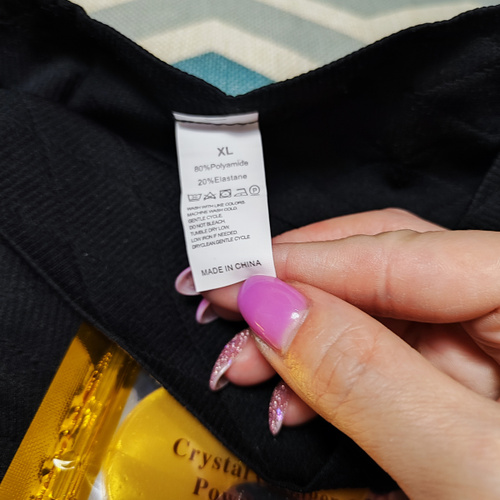 XL
80%Polyamide
20%Elastane
WASH WITH LIKE COLORS
MACHINE WASH COLD.
GENTLE CYCLE.
DO NOT BLEACH.
TUMBLE DRY LOW.
LOW IRON IF NEEDED.
DRYCLEAN.GENTLE CYCLE
MADE IN CHINA
Crystal